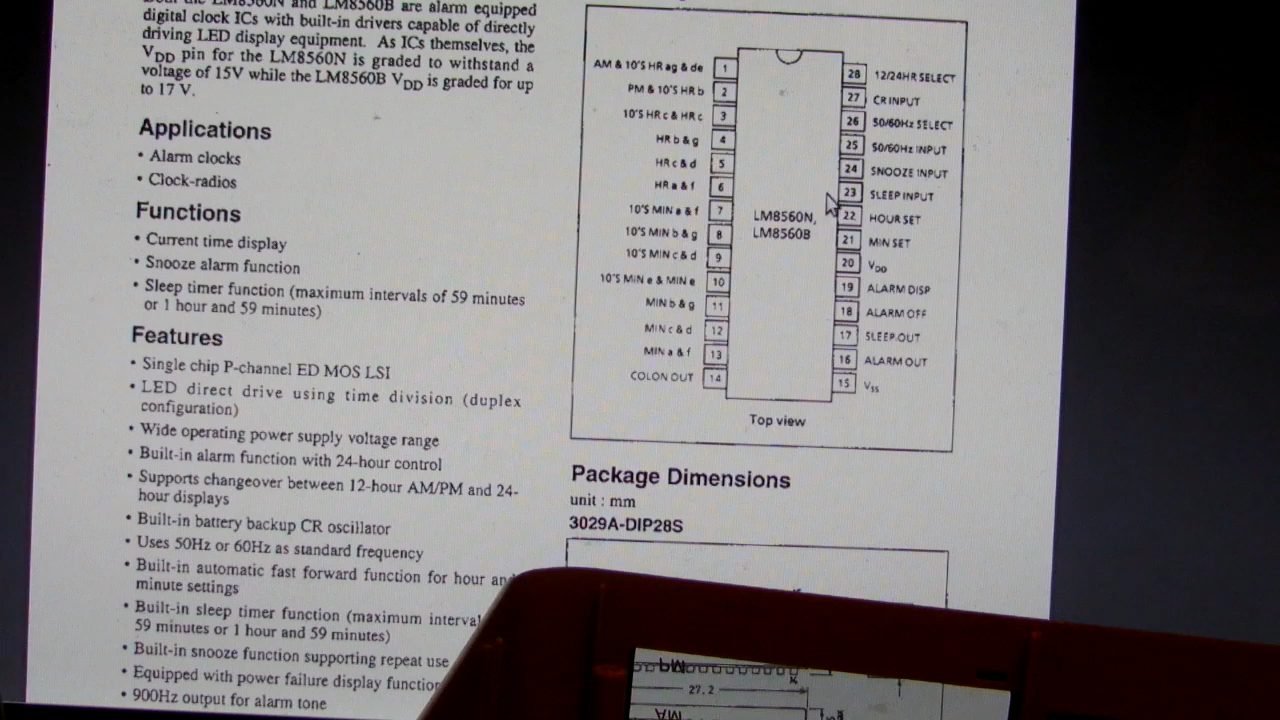 LM8560N and LM8560B are alarm equipped
digital clock ICs with built-in drivers capable of directly
driving LED display equipment. As ICs themselves, the
VDD pin for the LM8560N is graded to withstand a
voltage of 15V while the LM8560B VDD is graded for up
to 17 V.
Applications
• Alarm clocks
• Clock-radios
Functions
• Current time display
• Snooze alarm function
• Sleep timer function (maximum intervals of 59 minutes
or 1 hour and 59 minutes)
Features
• Single chip P-channel ED MOS LSI
• LED direct drive using time division (duplex
configuration)
• Wide operating power supply voltage range
• Built-in alarm function with 24-hour control
• Supports changeover between 12-hour AM/PM and 24-
hour displays
• Built-in battery backup CR oscillator
• Uses 50Hz or 60Hz as standard frequency
• Built-in automatic fast forward function for hour and
minute settings
• Built-in sleep timer function (maximum interval
59 minutes or 1 hour and 59 minutes)
• Built-in snooze function supporting repeat use
• Equipped with power failure display function
• 900Hz output for alarm tone
AM & 10'S HR ag & de 1
PM & 10'S HR b 2
10'S HR c & HR c 3
HR b & g 4
HR c & d 5
HR a & f 6
10'S MIN a & f 7
10'S MIN b & g 8
10'S MIN c & d 9
10'S MIN e & MIN e 10
MIN b & g 11
MIN c & d 12
MIN a & f 13
COLON OUT 14
LM8560N,
LM8560B
28 12/24HR SELECT
27 CR INPUT
26 50/60Hz SELECT
25 50/60Hz INPUT
24 SNOOZE INPUT
23 SLEEP INPUT
22 HOUR SET
21 MIN SET
20 VDD
19 ALARM DISP
18 ALARM OFF
17 SLEEP OUT
16 ALARM OUT
15 VSS
Top view
Package Dimensions
unit : mm
3029A-DIP28S
PM
27.2
AM